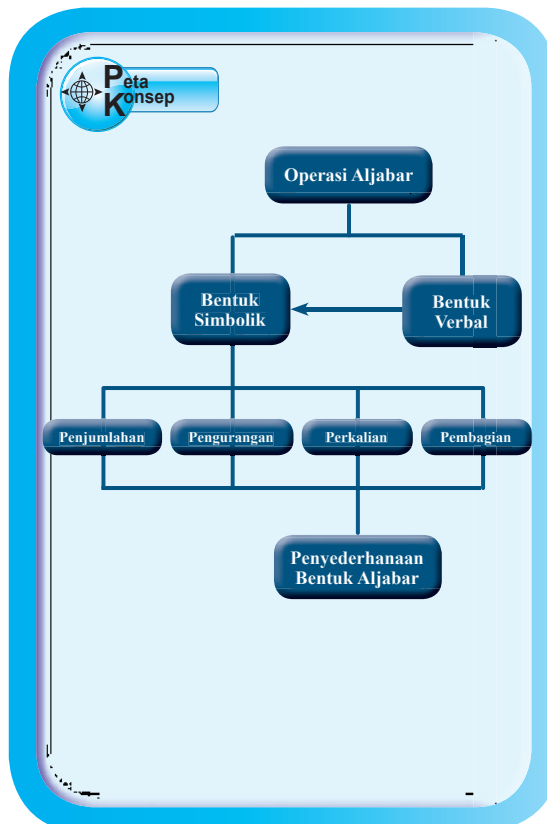 Peta
Konsep
Operasi Aljabar
Bentuk
Simbolik
Bentuk
Verbal
Penjumlahan
Pengurangan
Perkalian
Pembagian
Penyederhanaan
Bentuk Aljabar